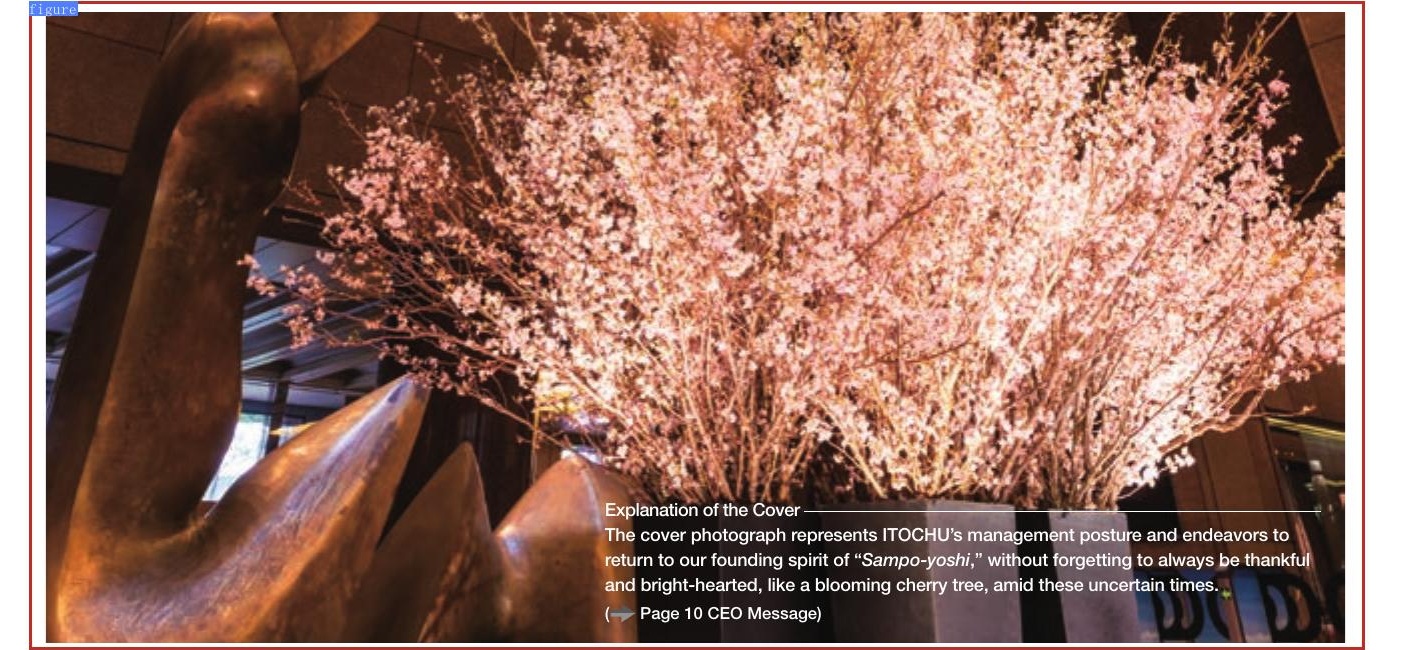 figure
Explanation of the Cover
The cover photograph represents ITOCHU’s management posture and endeavors to
return to our founding spirit of “Sampo-yoshi,” without forgetting to always be thankful
and bright-hearted, like a blooming cherry tree, amid these uncertain times.
(➡ Page 10 CEO Message)